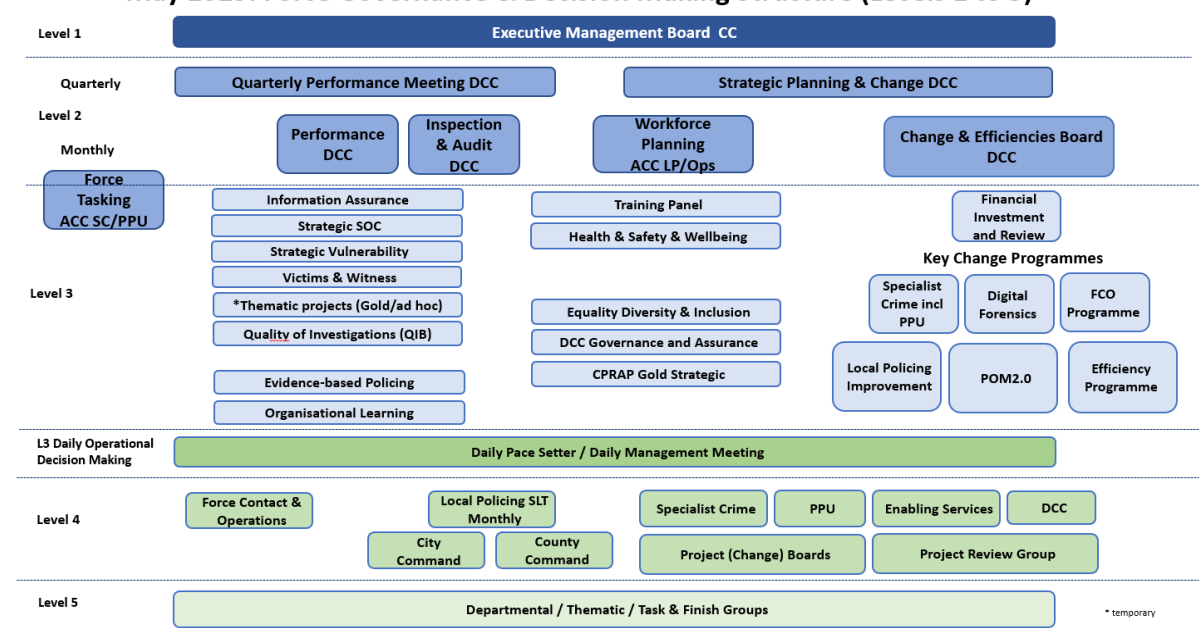 Level 1
Executive Management Board  CC
Quarterly
Quarterly Performance Meeting DCC
Strategic Planning & Change DCC
Level 2
Monthly
Performance
DCC
Inspection
& Audit
DCC
Workforce
Planning
ACC LP/Ops
Change & Efficiencies Board
DCC
Force
Tasking
ACC SC/PPU
Level 3
Information Assurance
Strategic SOC
Strategic Vulnerability
Victims & Witness
*Thematic projects (Gold/ad hoc)
Quality of Investigations (QIB)
Evidence-based Policing
Organisational Learning
Training Panel
Health & Safety & Wellbeing
Equality Diversity & Inclusion
DCC Governance and Assurance
CPRAP Gold Strategic
Financial
Investment
and Review
Key Change Programmes
Specialist
Crime incl
PPU
Digital
Forensics
FCO
Programme
Local Policing
Improvement
POM2.0
Efficiency
Programme
L3 Daily Operational
Decision Making
Daily Pace Setter / Daily Management Meeting
Level 4
Force Contact &
Operations
Local Policing SLT
Monthly
City
Command
County
Command
Specialist Crime
PPU
Enabling Services
DCC
Project (Change) Boards
Project Review Group
Level 5
Departmental / Thematic / Task & Finish Groups
* temporary